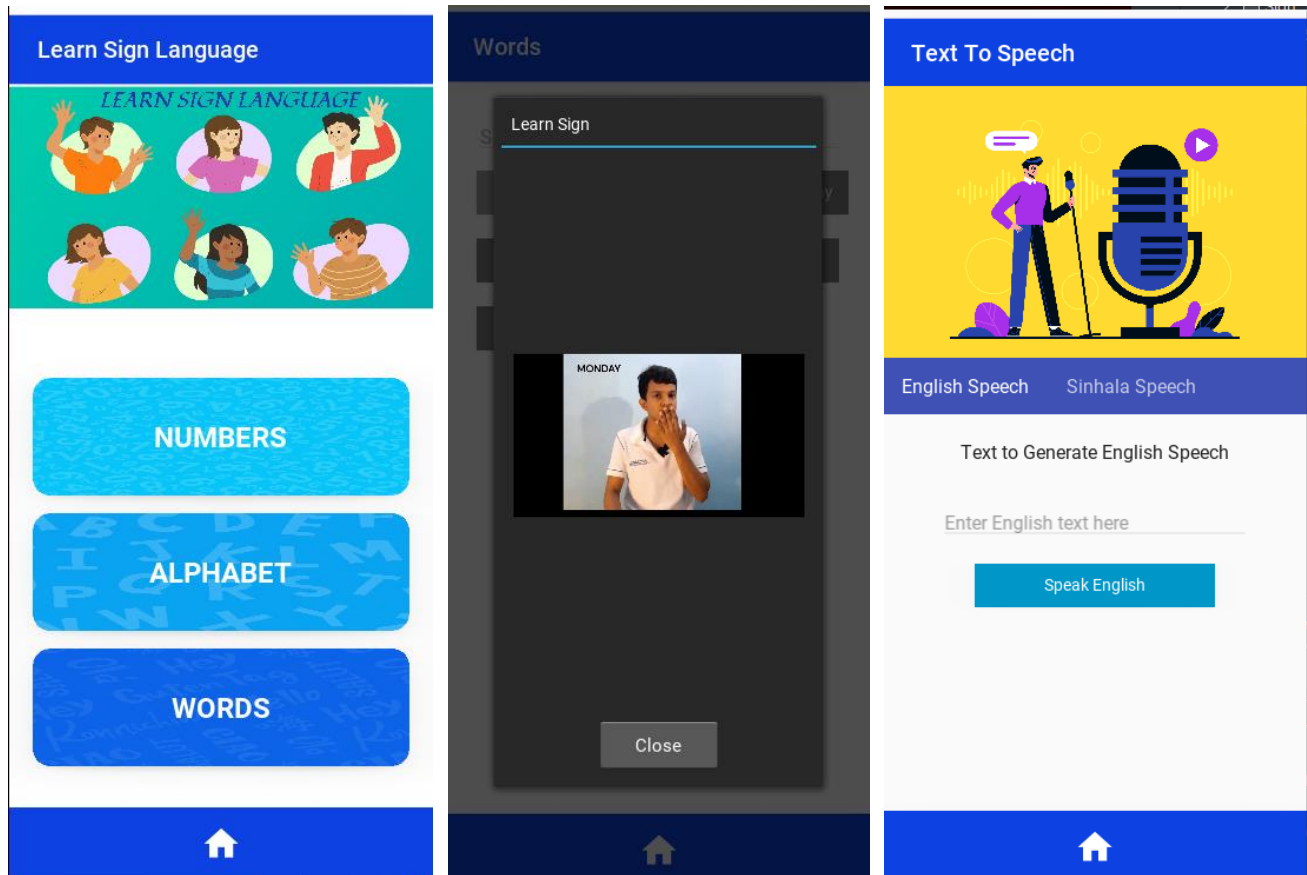 Learn Sign Language
LEARN SIGN LANGUAGE
NUMBERS
ALPHABET
WORDS
Words
Learn Sign
MONDAY
Close
Text To Speech
English Speech
Sinhala Speech
Text to Generate English Speech
Enter English text here
Speak English